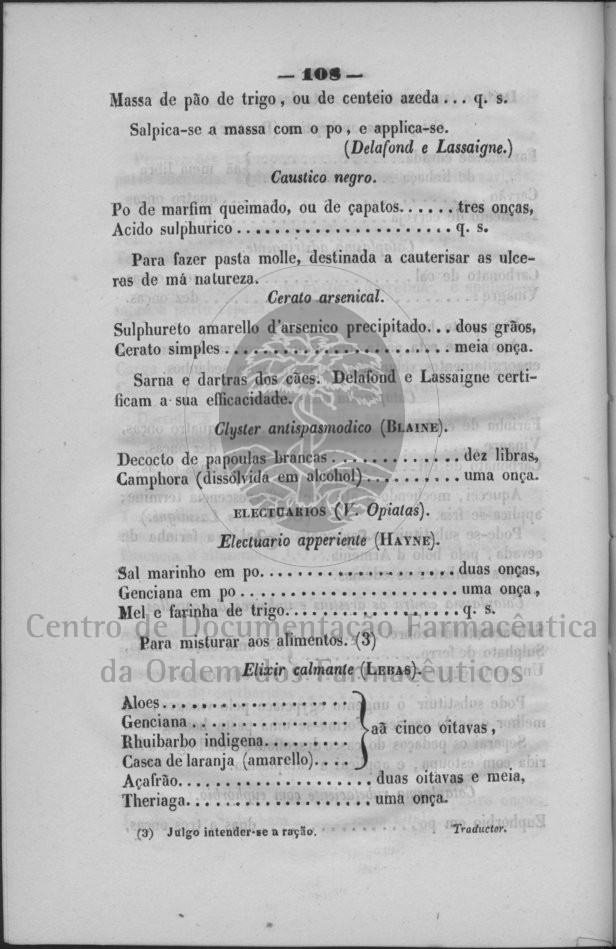 — 108 —
Massa de pão de trigo, ou de centeio azeda... q. s.
Salpica-se a massa com o po, e applica-se.
(Delafond e Lassaigne.)
Caustico negro.
Po de marfim queimado, ou de çapatos...... tres onças,
Acido sulphurico...................... q. s.
Para fazer pasta molle, destinada a cauterisar as ulce-
ras de má natureza.
Cerato arsenical.
Sulphureto amarello d'arsenico precipitado... dous grãos,
Cerato simples....................... meia onça.
Sarna e dartras dos cães. Delafond e Lassaigne certi-
ficam a sua efficacidade.
Clyster antispasmodico (BLAINE).
Decocto de papoulas brancas............. dez libras,
Camphora (dissolvida em alcohol).......... uma onça.
ELECTUARIOS (V. Opiatas).
Electuario apperiente (HAYNE).
Sal marinho em po.................... duas onças,
Genciana em po....................... uma onça,
Mel e farinha de trigo.................. q. s.
Centro de Documentação Farmacêutica
Para misturar aos alimentos. (3)
da Ordem dos Farmacêuticos
Elixir calmante (LEBAS).
Aloes...................
Genciana................
Rhuibarbo indigena.........
Casca de laranja (amarello)....
aã cinco oitavas,
Açafrão.................... duas oitavas e meia,
Theriaga................... uma onça.
(3) Julgo intender-se a ração. Traductor.